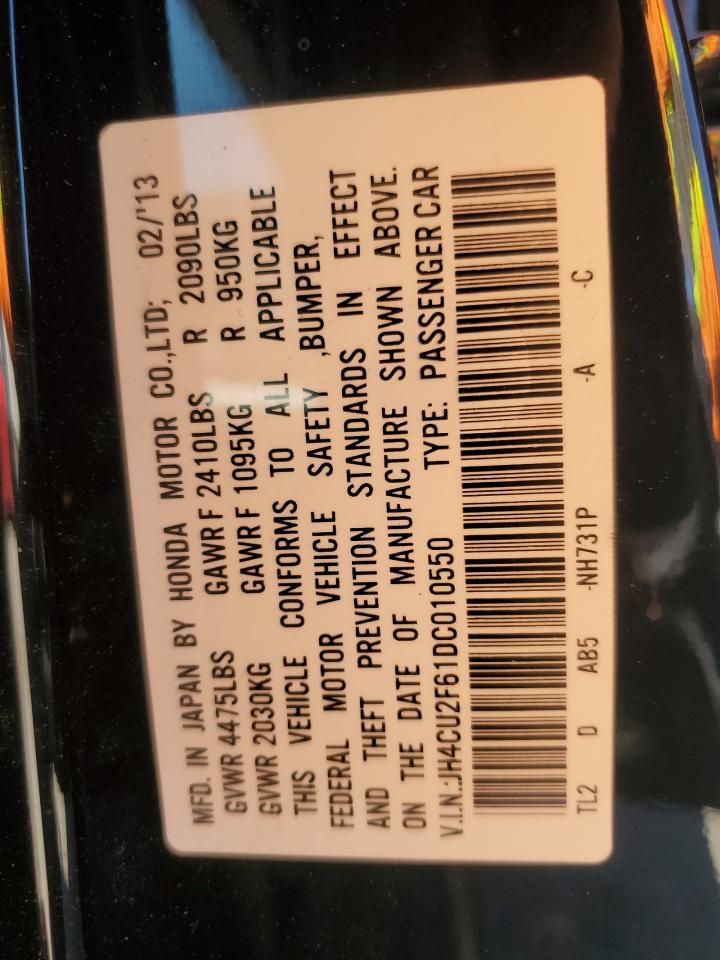 MFD. IN JAPAN BY HONDA MOTOR CO.,LTD; 02/'13
GVWR 4475LBS GAWR F 2410LBS R 2090LBS
GVWR 2030KG GAWR F 1095KG R 950KG
THIS VEHICLE CONFORMS TO ALL APPLICABLE
FEDERAL MOTOR VEHICLE SAFETY ,BUMPER,
AND THEFT PREVENTION STANDARDS IN EFFECT
ON THE DATE OF MANUFACTURE SHOWN ABOVE.
V.I.N.:JH4CU2F61DC010550 TYPE: PASSENGER CAR
TL2 D AB5 -NH731P -A -C